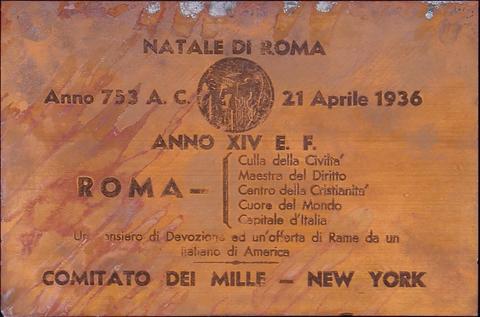 NATALE DI ROMA
Anno 753 A. C. 21 Aprile 1936
ANNO XIV E. F.
ROMA—
Culla della Civilta'
Maestra del Diritto
Centro della Cristianita'
Cuore del Mondo
Capitale d'Italia
Un Pensiero di Devozione ed un'offerta di Rame da un
Italiano di America
COMITATO DEI MILLE — NEW YORK